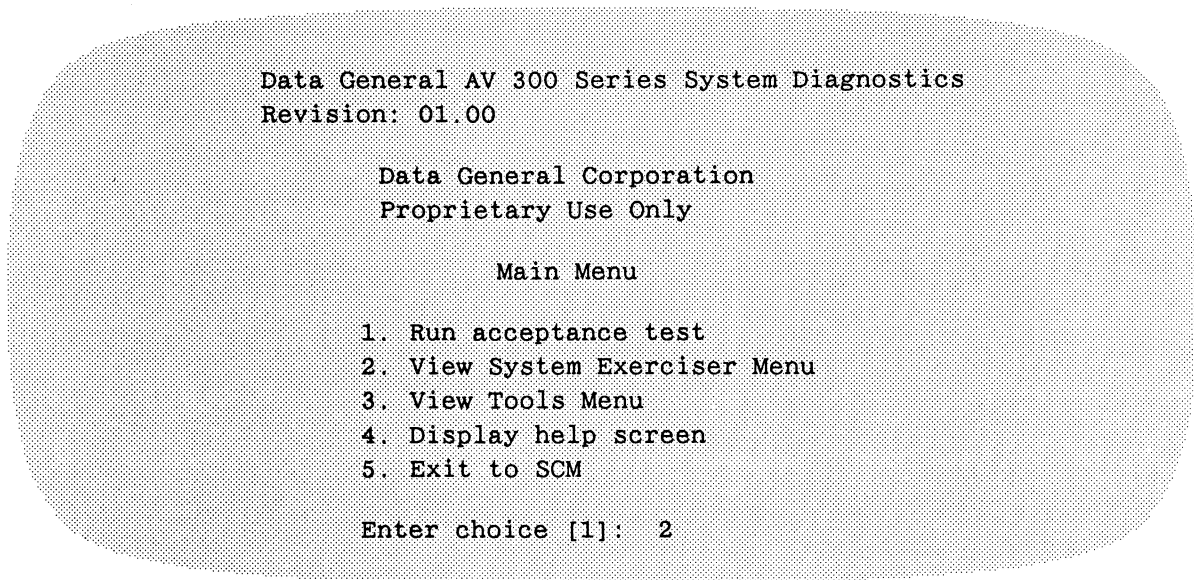 Data General AV 300 Series System Diagnostics
Revision: 01.00
Data General Corporation
Proprietary Use Only
Main Menu
1. Run acceptance test
2. View System Exerciser Menu
3. View Tools Menu
4. Display help screen
5. Exit to SCM
Enter choice [1]: 2